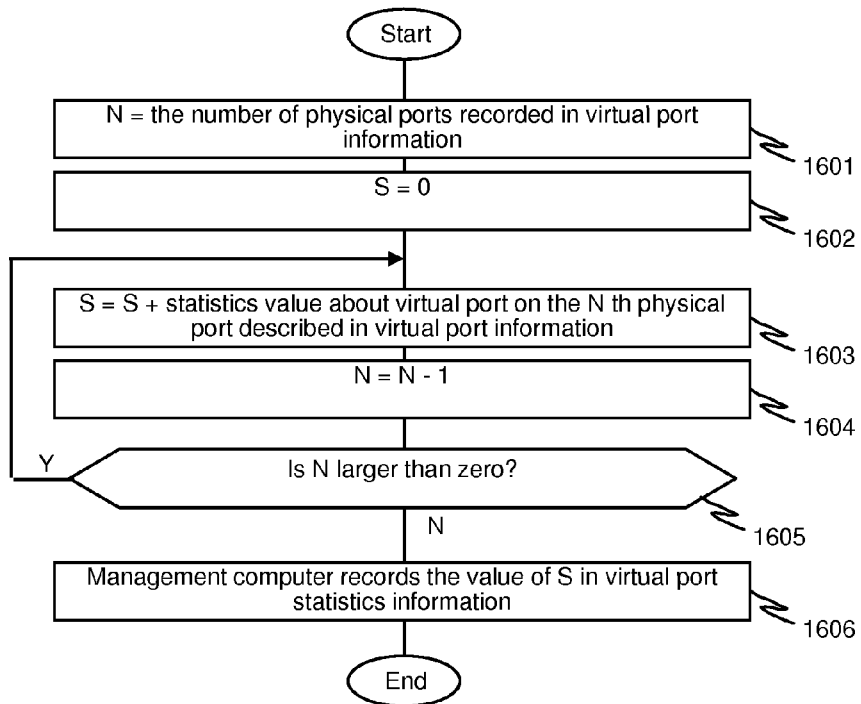 Start
N = the number of physical ports recorded in virtual port
information
1601
S = 0
1602
S = S + statistics value about virtual port on the N th physical
port described in virtual port information
1603
N = N - 1
1604
Y
Is N larger than zero?
1605
N
Management computer records the value of S in virtual port
statistics information
1606
End